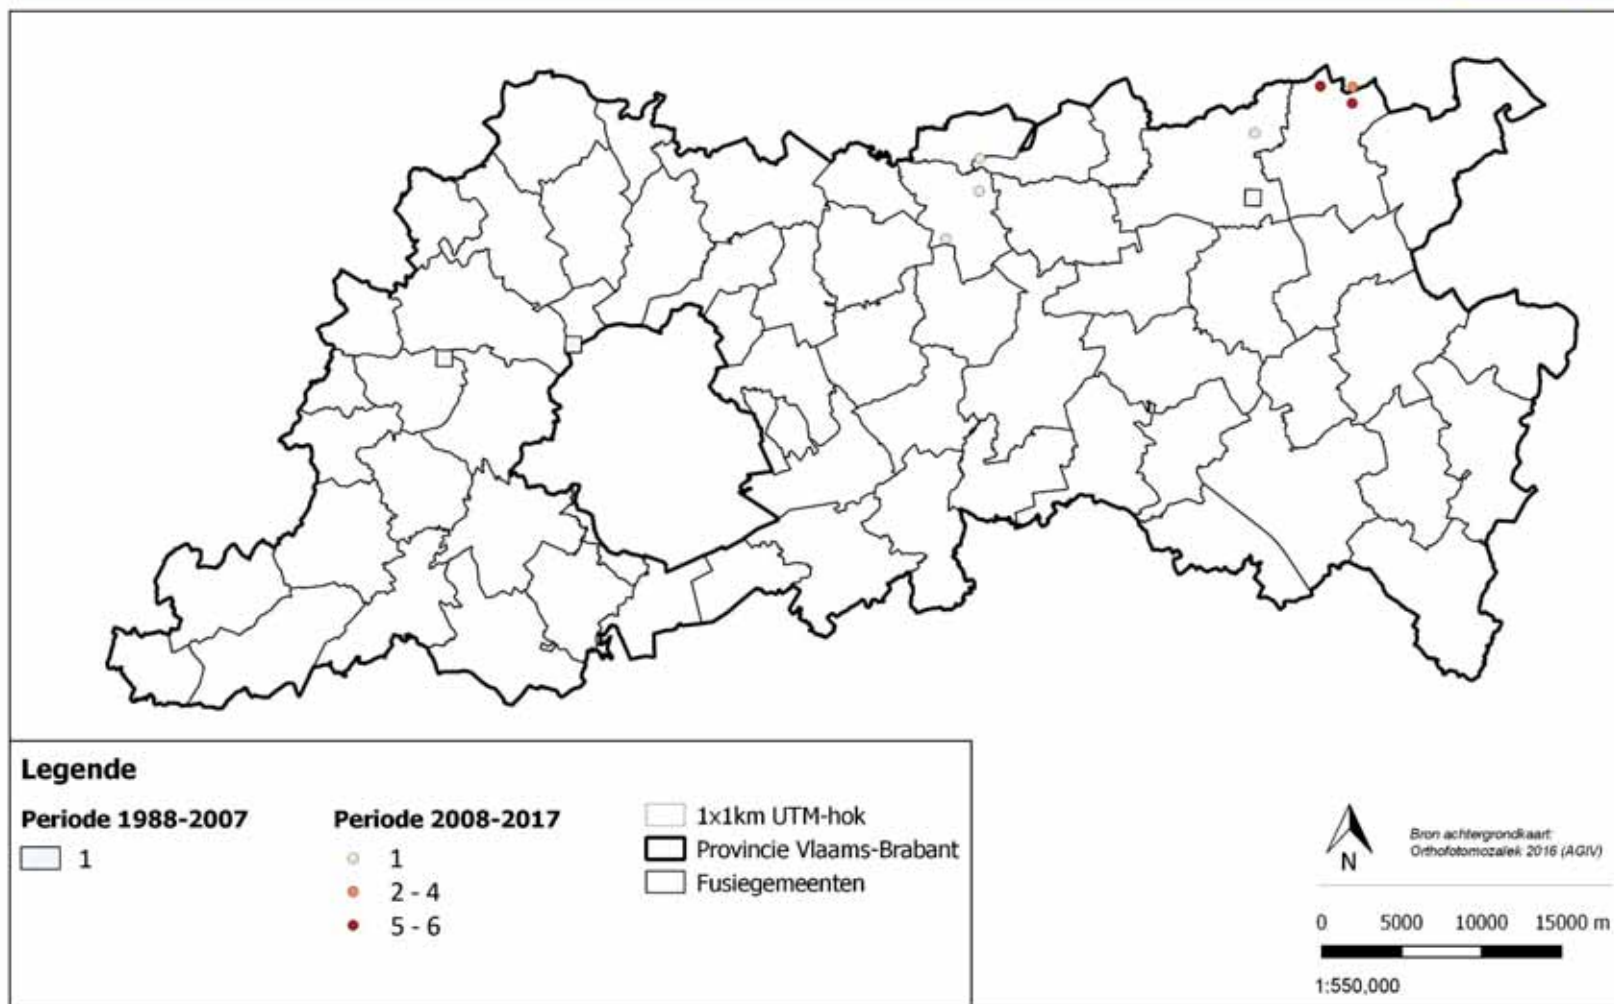 Legende
Periode 1988-2007
1
Periode 2008-2017
1
2 - 4
5 - 6
1x1km UTM-hok
Provincie Vlaams-Brabant
Fusiegemeenten
N
Bron achtergrondkaart:
Orthofotomozaïek 2016 (AGIV)
0 5000 10000 15000 m
1:550,000